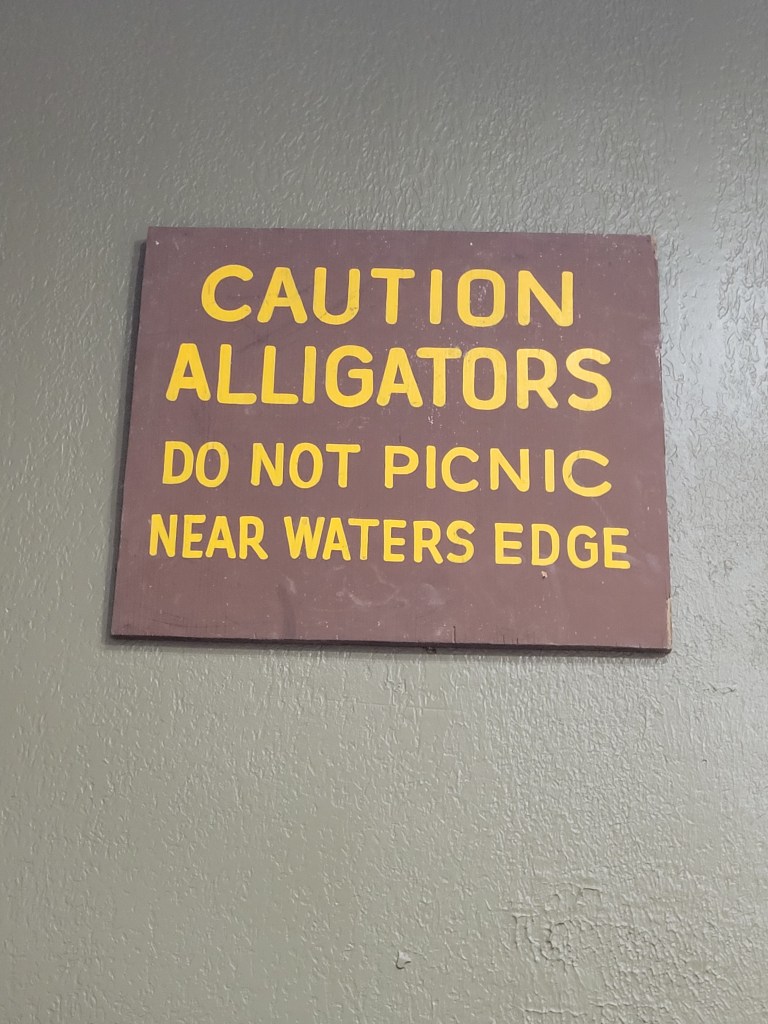 CAUTION
ALLIGATORS
DO NOT PICNIC
NEAR WATERS EDGE